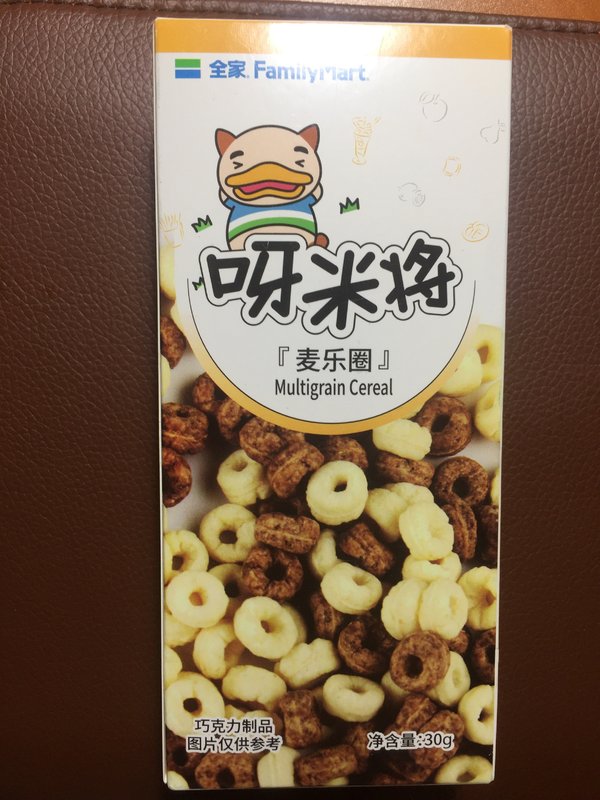 全家 FamilyMart
呀米将
『麦乐圈』
Multigrain Cereal
巧克力制品
图片仅供参考
净含量:30g